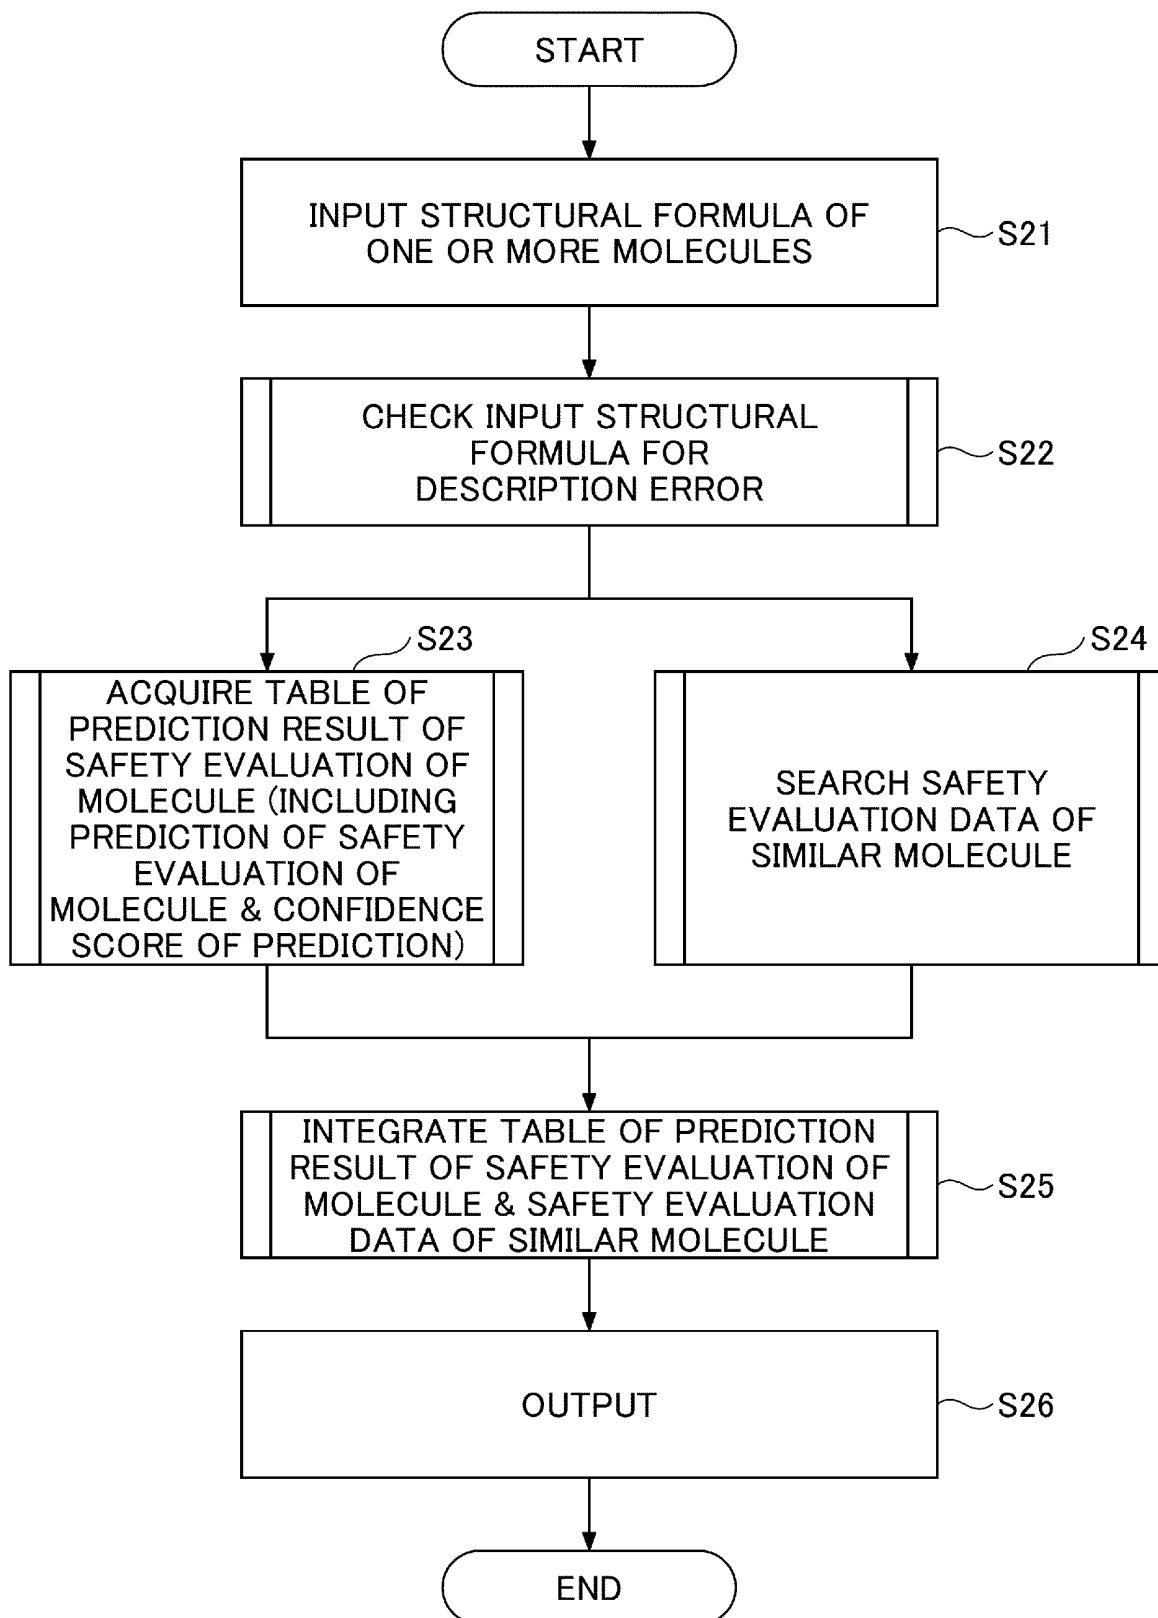 START
INPUT STRUCTURAL FORMULA OF
ONE OR MORE MOLECULES
S21
CHECK INPUT STRUCTURAL
FORMULA FOR
DESCRIPTION ERROR
S22
S23
ACQUIRE TABLE OF
PREDICTION RESULT OF
SAFETY EVALUATION OF
MOLECULE (INCLUDING
PREDICTION OF SAFETY
EVALUATION OF
MOLECULE & CONFIDENCE
SCORE OF PREDICTION)
S24
SEARCH SAFETY
EVALUATION DATA OF
SIMILAR MOLECULE
INTEGRATE TABLE OF PREDICTION
RESULT OF SAFETY EVALUATION OF
MOLECULE & SAFETY EVALUATION
DATA OF SIMILAR MOLECULE
S25
OUTPUT
S26
END